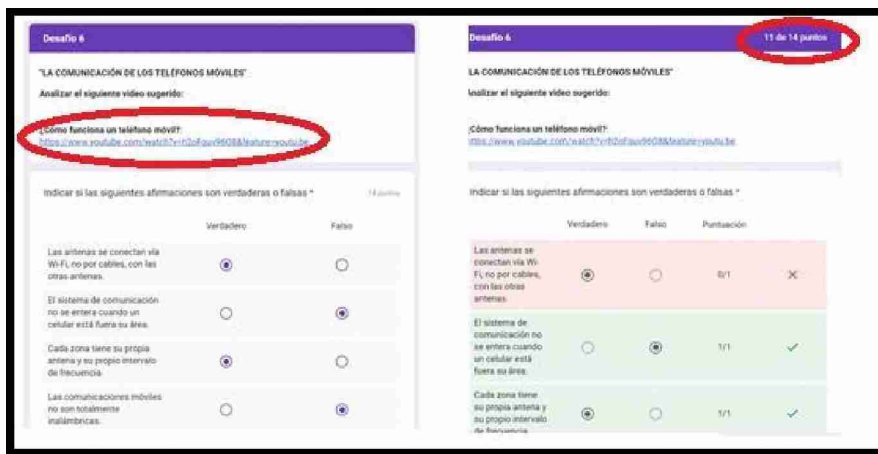 Desafío 6
"LA COMUNICACIÓN DE LOS TELÉFONOS MÓVILES"
Analizar el siguiente video sugerido:
¿Cómo funciona un teléfono móvil?
Indicar si las siguientes afirmaciones son verdaderas o falsas *
14 puntos
Verdadero Falso
Las antenas se conectan vía
Wi-Fi, no por cables, con las
otras antenas.
El sistema de comunicación
no se entera cuando un
celular está fuera su área.
Cada zona tiene su propia
antena y su propio intervalo
de frecuencia.
Las comunicaciones móviles
no son totalmente
inalámbricas.
Desafío 6 11 de 14 puntos
LA COMUNICACIÓN DE LOS TELÉFONOS MÓVILES"
Analizar el siguiente video sugerido:
¿Cómo funciona un teléfono móvil?
Indicar si las siguientes afirmaciones son verdaderas o falsas *
Verdadero Falso Puntuación
Las antenas se
conectan vía Wi-
Fi, no por cables,
con las otras
antenas.
0/1
El sistema de
comunicación no
se entera cuando
un celular está
fuera su área.
1/1
Cada zona tiene
su propia antena y
su propio intervalo
de frecuencia.
1/1